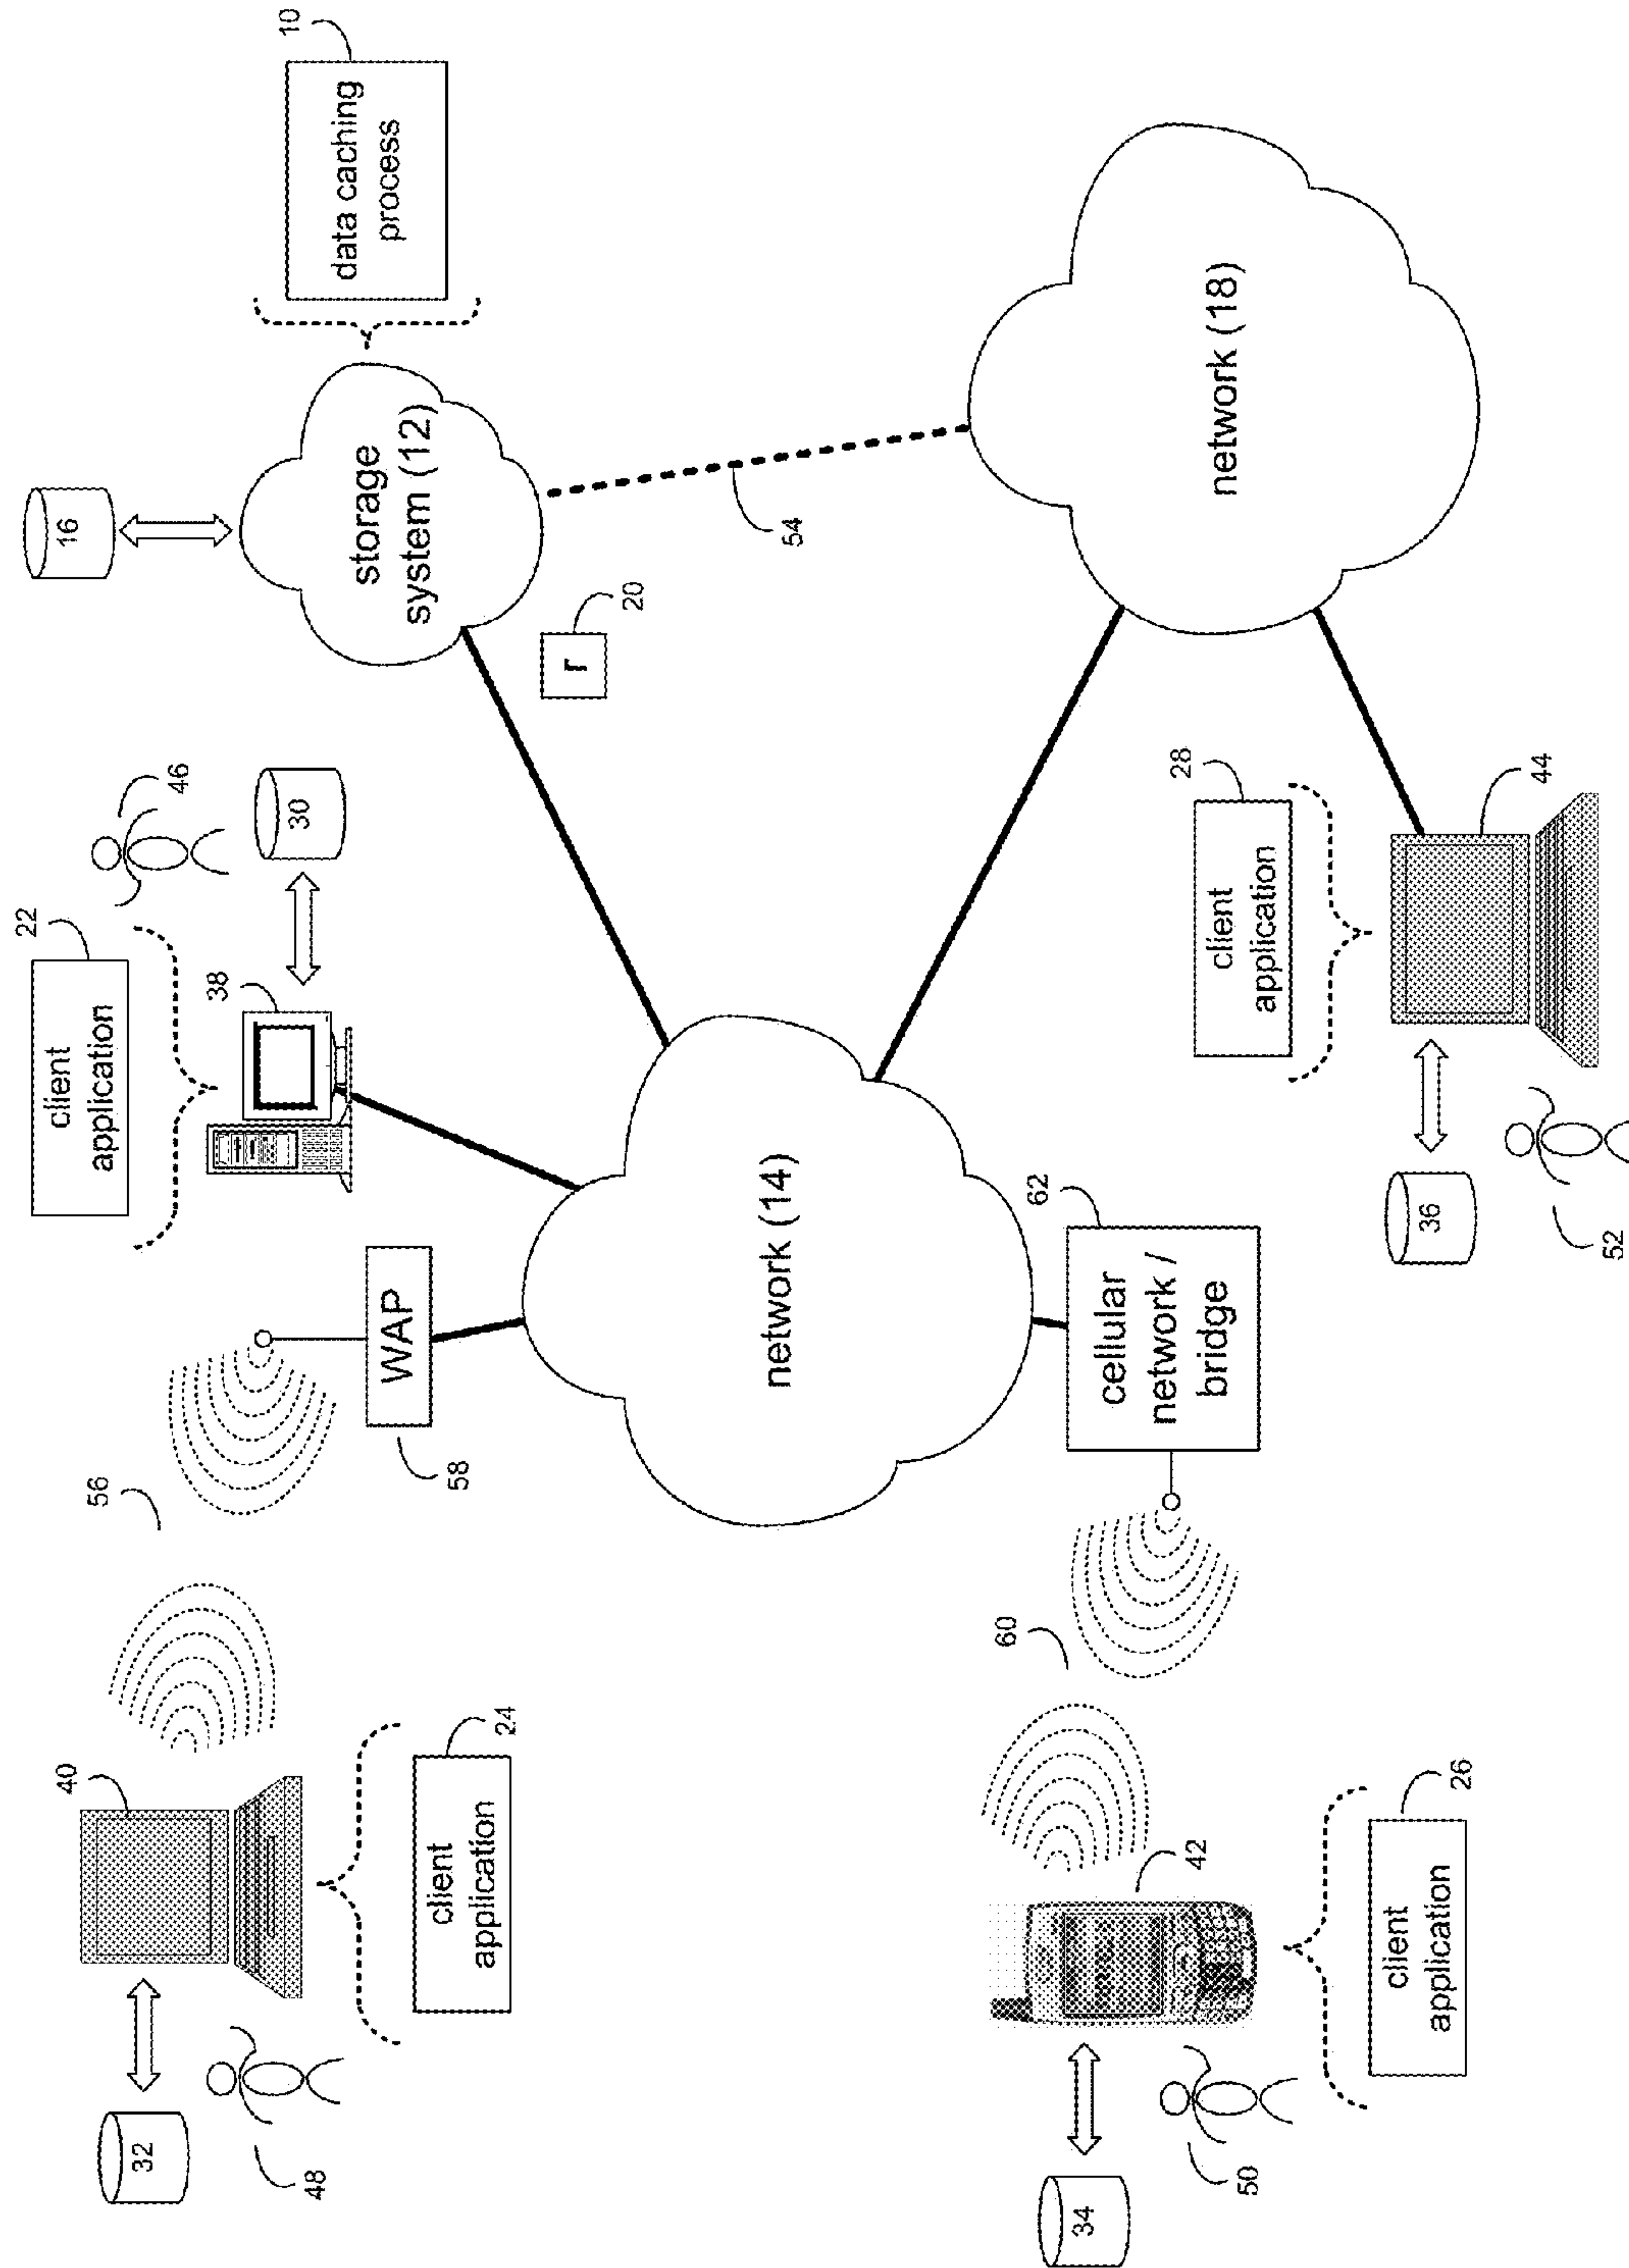 32
40
48
client
application
24
56
WAP
58
client
application
22
38
46
30
16
storage
system (12)
data caching
process
10
r
20
54
network (14)
network (18)
34
42
50
client
application
26
60
cellular
network /
bridge
62
client
application
28
44
36
52